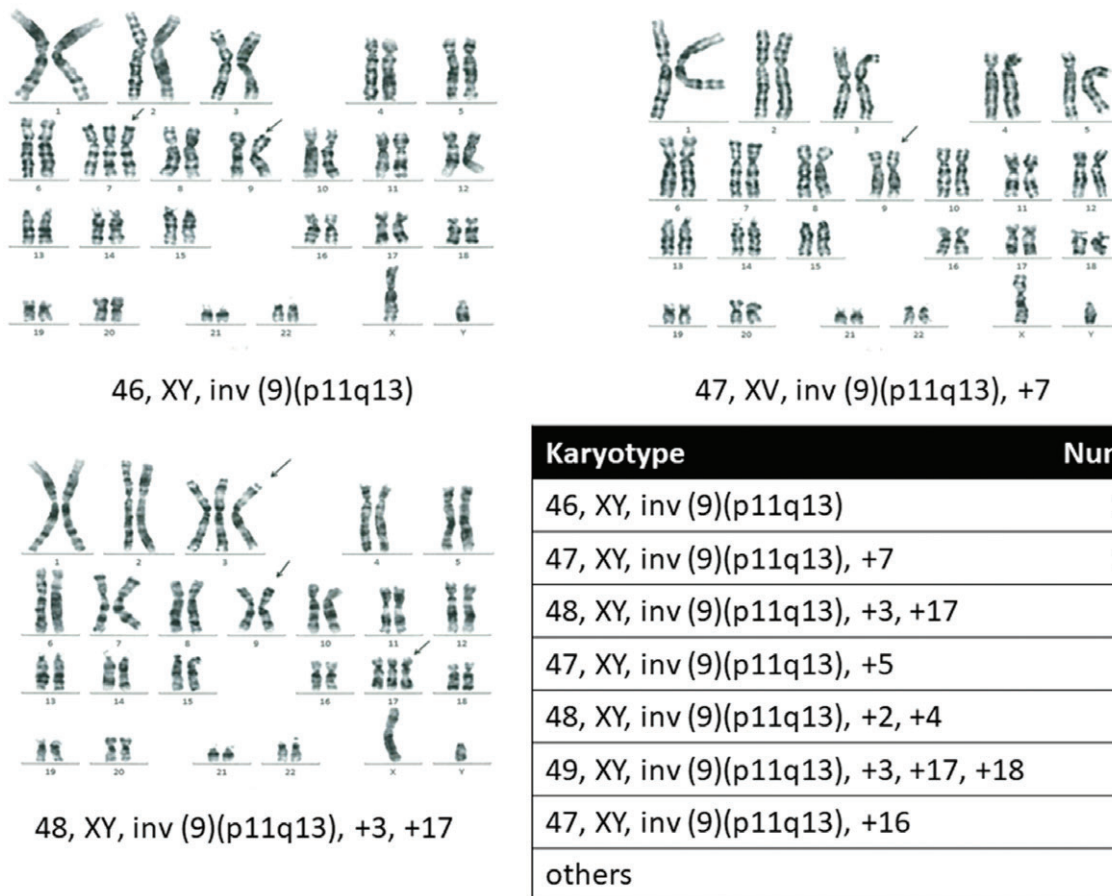 1 2 3 4 5
6 7 8 9 10 11 12
13 14 15 16 17 18
19 20 21 22 X Y
46, XY, inv (9)(p11q13)
1 2 3 4 5
6 7 8 9 10 11 12
13 14 15 16 17 18
19 20 21 22 X Y
47, XV, inv (9)(p11q13), +7
1 2 3 4 5
6 7 8 9 10 11 12
13 14 15 16 17 18
19 20 21 22 X Y
48, XY, inv (9)(p11q13), +3, +17
Karyotype Num
46, XY, inv (9)(p11q13)
47, XY, inv (9)(p11q13), +7
48, XY, inv (9)(p11q13), +3, +17
47, XY, inv (9)(p11q13), +5
48, XY, inv (9)(p11q13), +2, +4
49, XY, inv (9)(p11q13), +3, +17, +18
47, XY, inv (9)(p11q13), +16
others